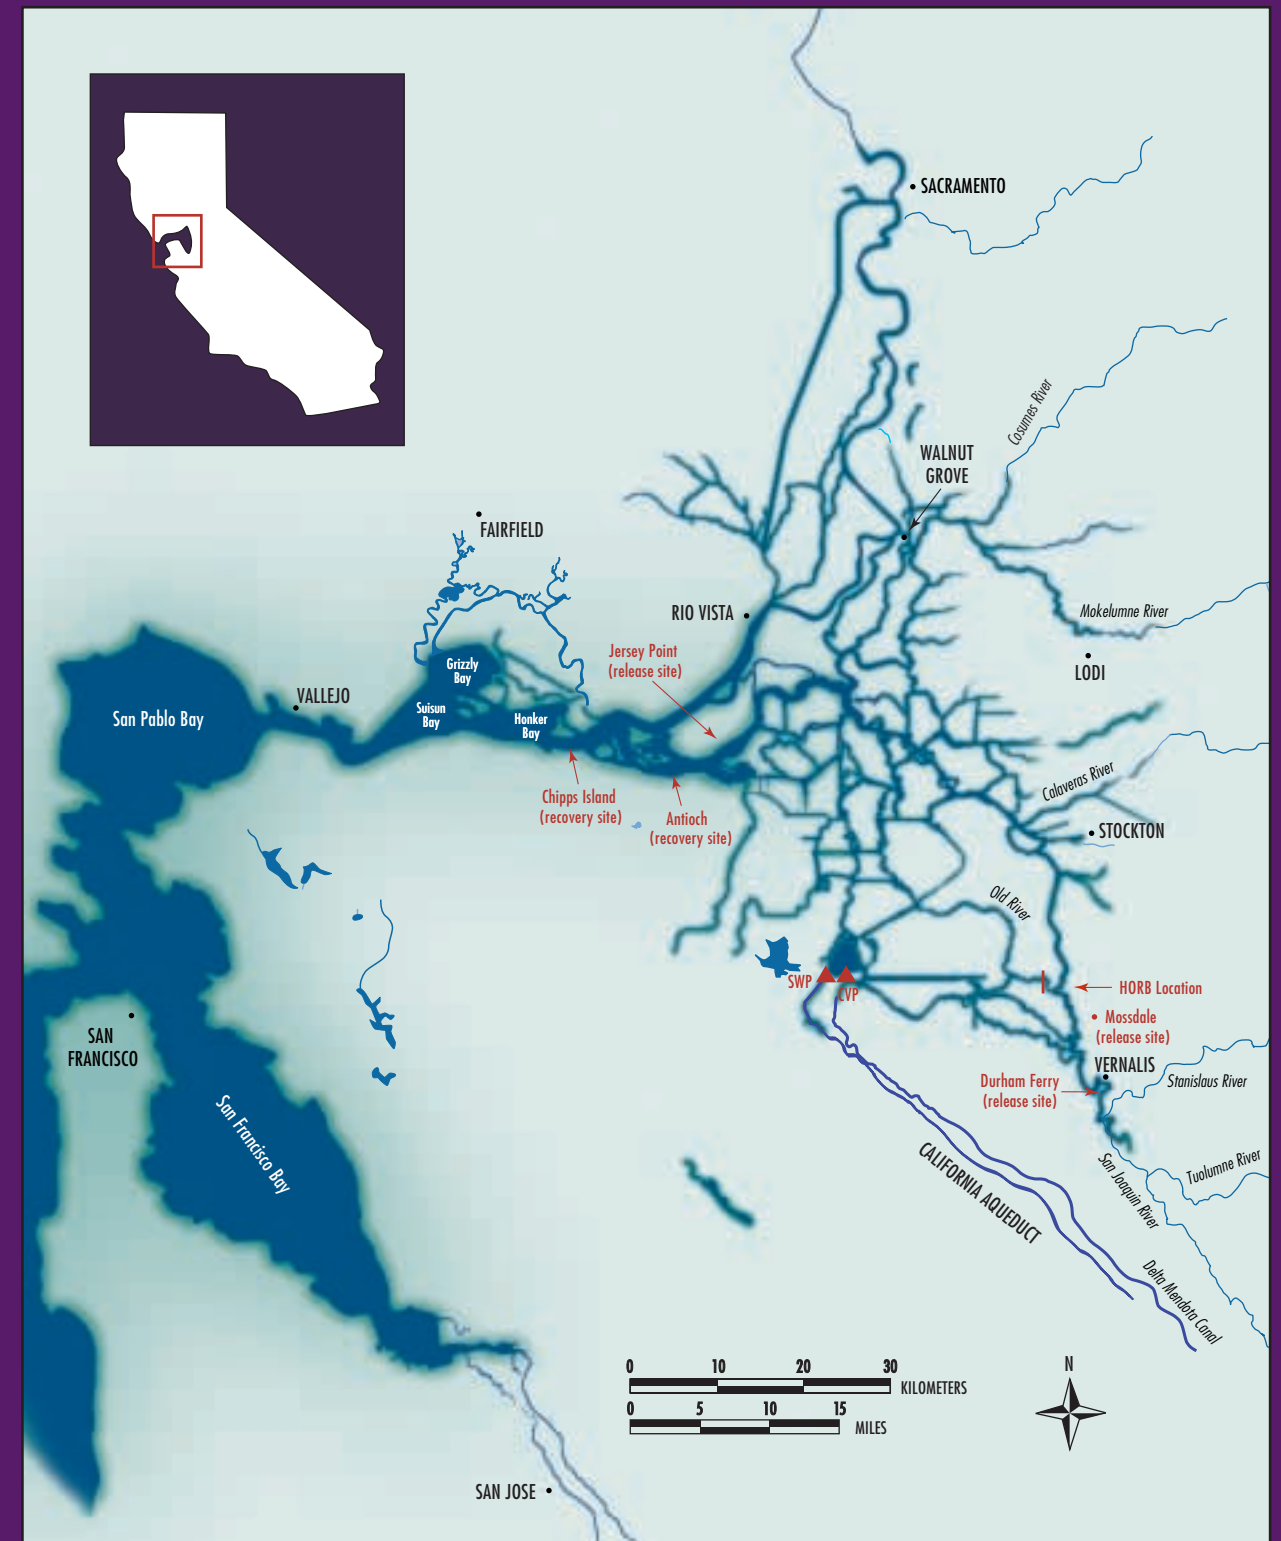 SACRAMENTO
Cosumes River
WALNUT
GROVE
FAIRFIELD
RIO VISTA
Mokelumne River
LODI
Jersey Point
(release site)
Grizzly
Bay
VALLEJO
San Pablo Bay
Suisun
Bay
Honker
Bay
Calaveras River
Chipps Island
(recovery site)
Antioch
(recovery site)
STOCKTON
Old River
SWP
CVP
HORB Location
Mossdale
(release site)
SAN
FRANCISCO
VERNALIS
Stanislaus River
Durham Ferry
(release site)
San Francisco Bay
CALIFORNIA AQUEDUCT
San Joaquin River
Tuolumne River
Delta Mendota Canal
0 10 20 30
KILOMETERS
0 5 10 15
MILES
N
SAN JOSE